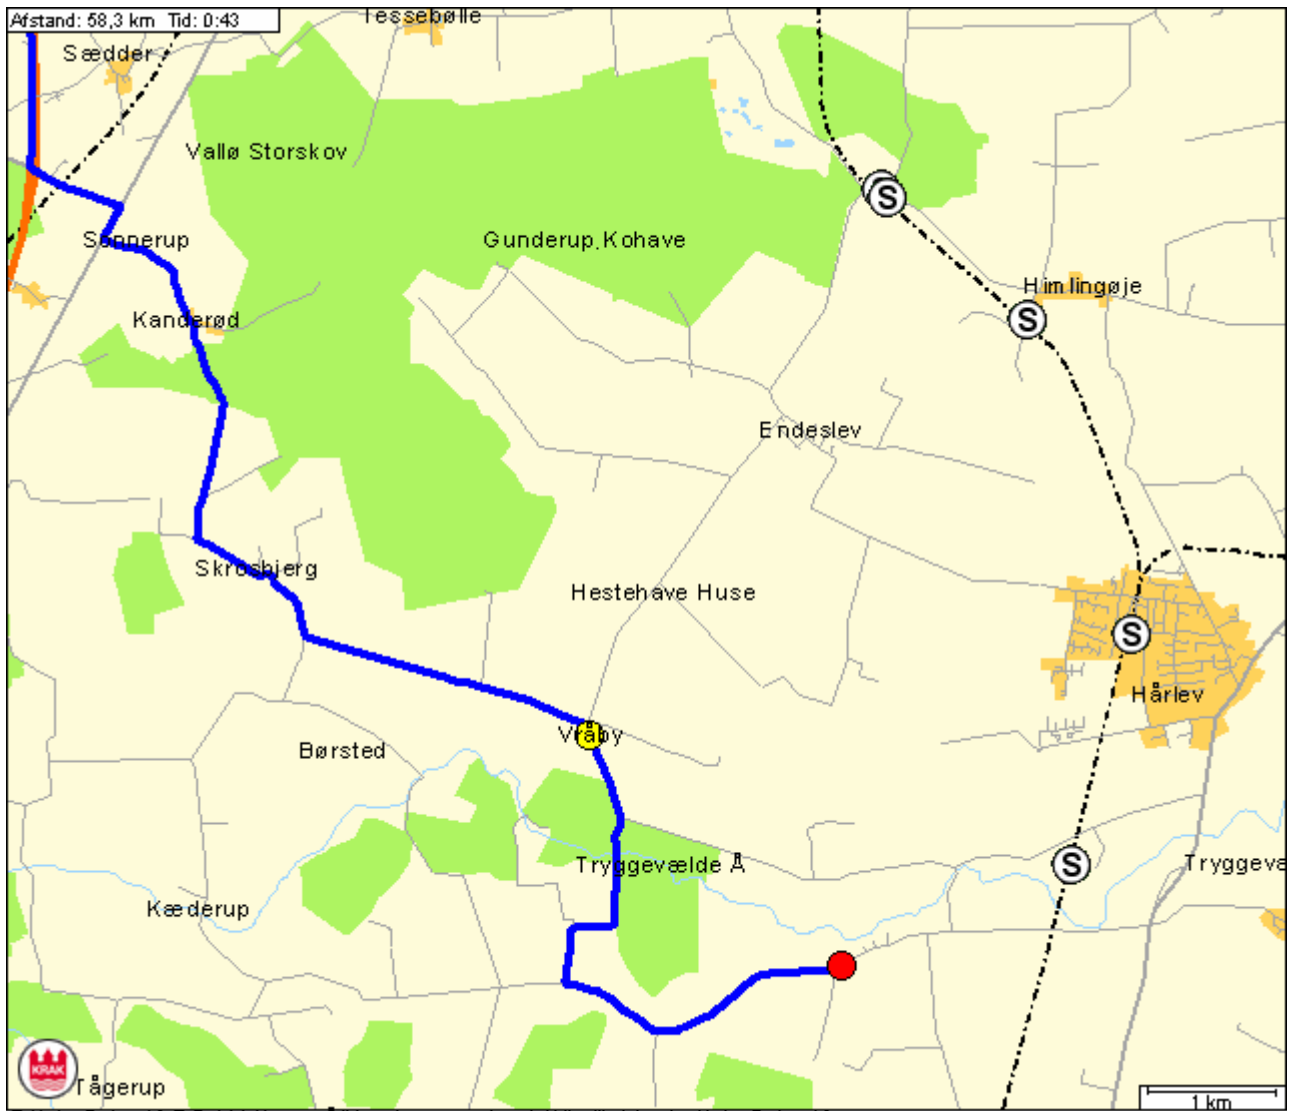 Afstand: 58,3 km Tid: 0:43
Tessebølle
Sædder
Vallø Storskov
Sønnerup
Gunderup Kohave
Himlingøje
Kanderød
Endeslev
Skrosbjerg
Hestehave Huse
Hårlev
Vråby
Børsted
Tryggevælde Å
Tryggevæ
Kæderup
KRAK
Tågerup
1 km
S
S
S
S